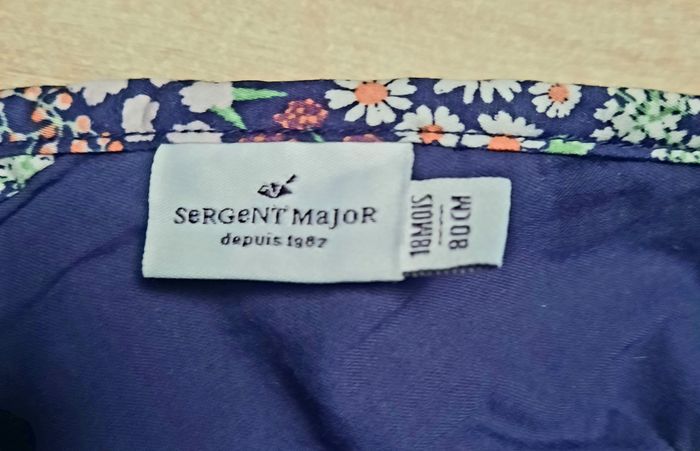 SeRGeNT MajoR
depuis 1987
18MOIS
80CM